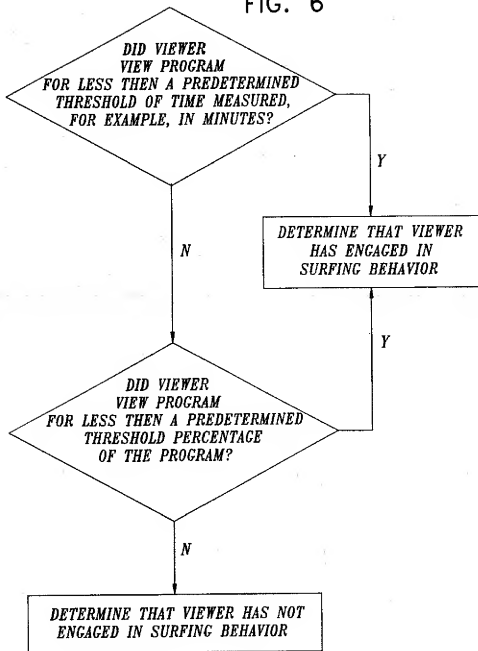 FIG. 6
DID VIEWER
VIEW PROGRAM
FOR LESS THEN A PREDETERMINED
THRESHOLD OF TIME MEASURED,
FOR EXAMPLE, IN MINUTES?
Y
DETERMINE THAT VIEWER
HAS ENGAGED IN
SURFING BEHAVIOR
N
Y
DID VIEWER
VIEW PROGRAM
FOR LESS THEN A PREDETERMINED
THRESHOLD PERCENTAGE
OF THE PROGRAM?
N
DETERMINE THAT VIEWER HAS NOT
ENGAGED IN SURFING BEHAVIOR